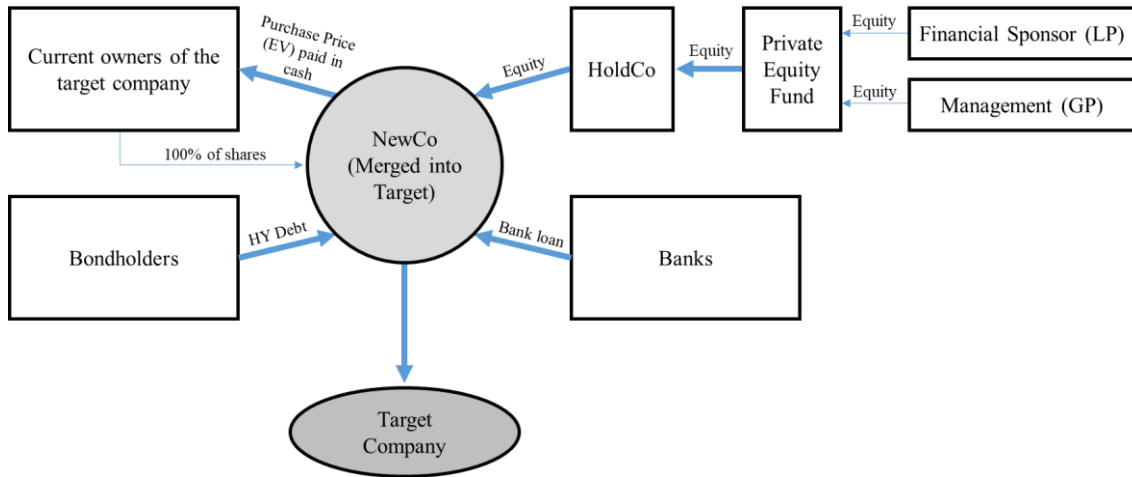 Current owners of the
target company
Purchase Price
(EV) paid in
cash
Equity
HoldCo
Equity
Private
Equity
Fund
Equity
Financial Sponsor (LP)
Equity
Management (GP)
100% of shares
NewCo
(Merged into
Target)
Bondholders
HY Debt
Bank loan
Banks
Target
Company